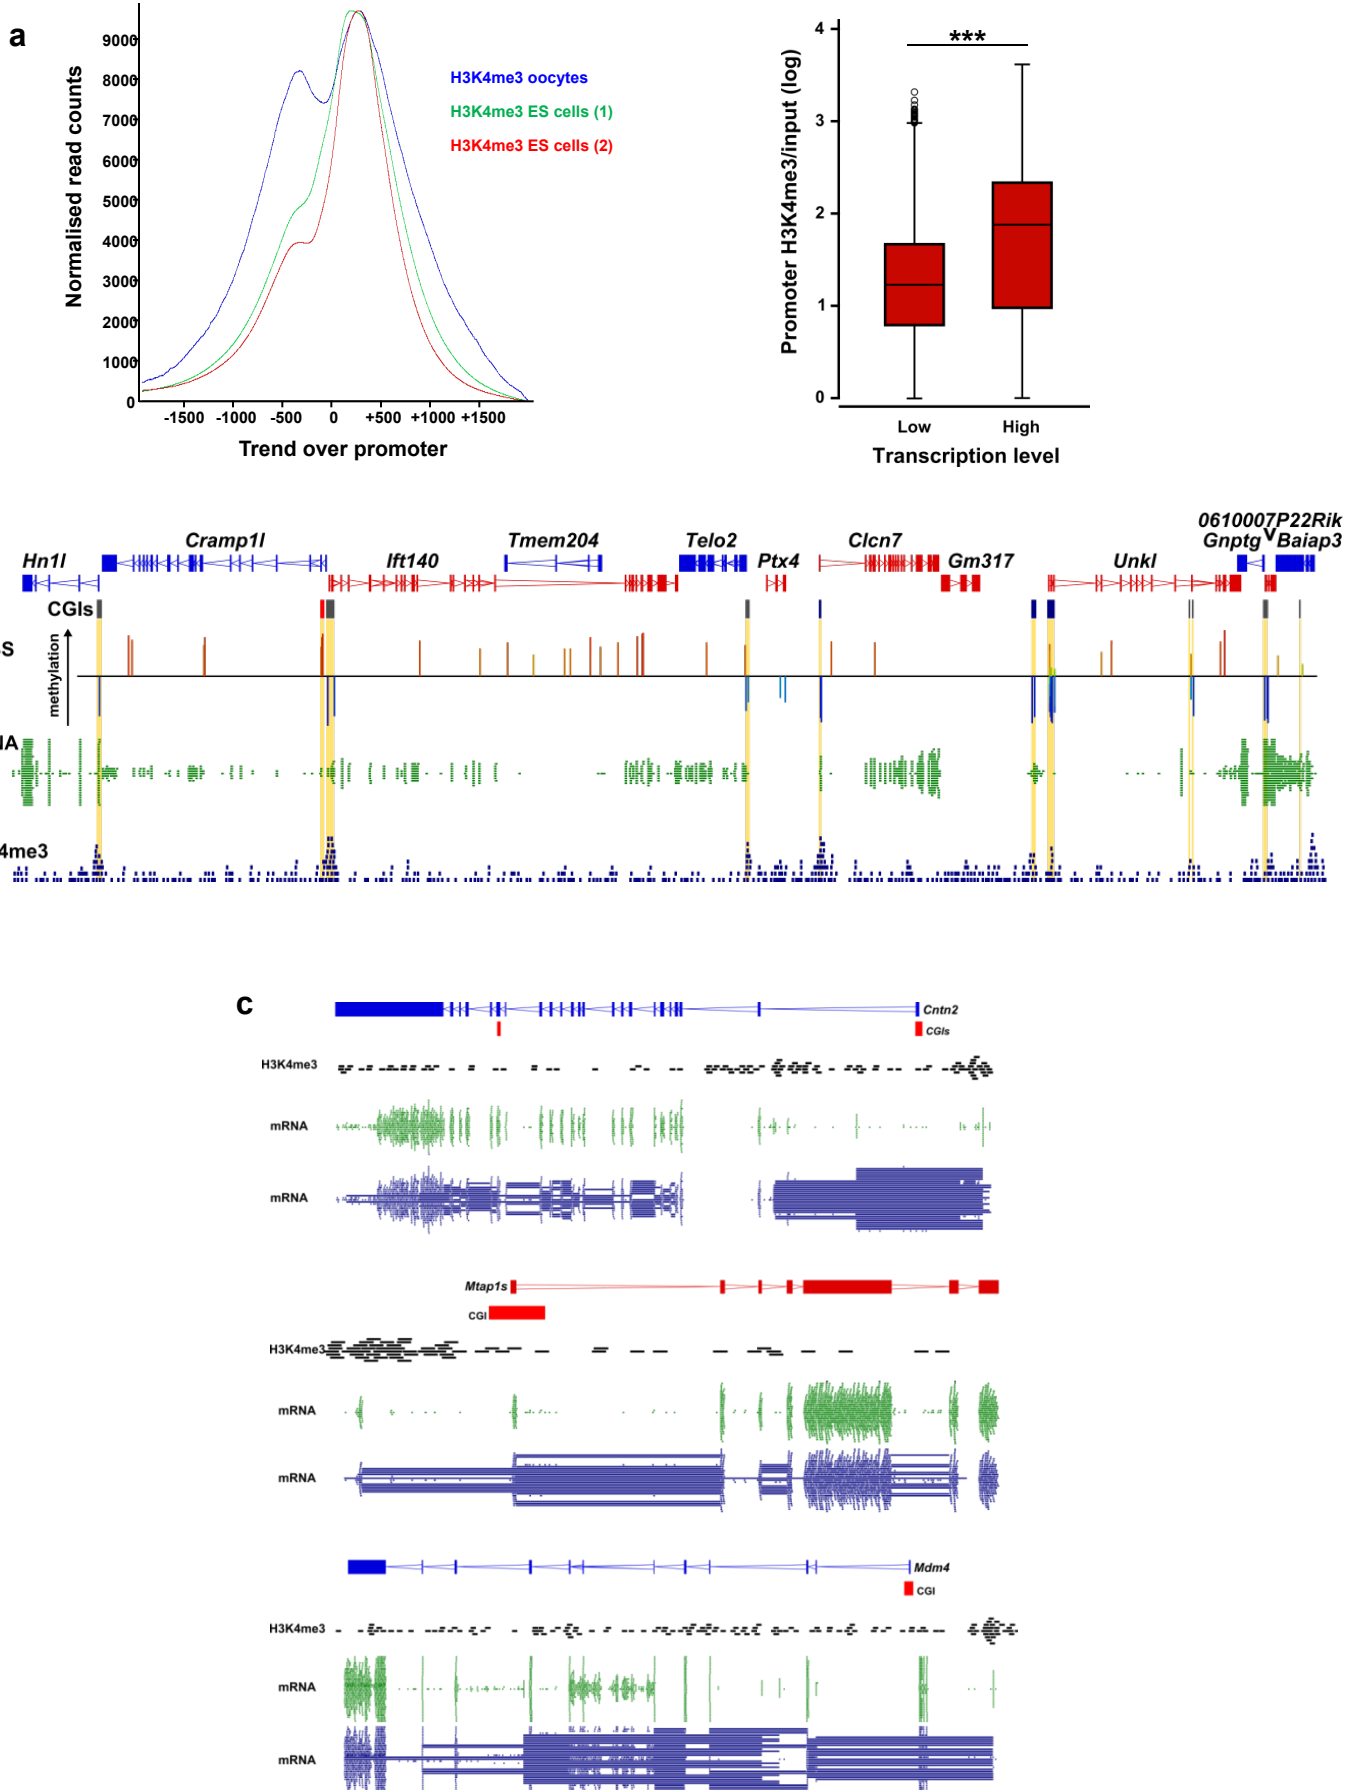 a
9000
8000
7000
6000
5000
4000
3000
2000
1000
0
Normalised read counts
-1500 -1000 -500 0 +500 +1000 +1500
Trend over promoter
H3K4me3 oocytes
H3K4me3 ES cells (1)
H3K4me3 ES cells (2)
4
3
2
1
0
Promoter H3K4me3/input (log)
***
Low High
Transcription level
0610007P22Rik
Hn1l Cramp1l Ift140 Tmem204 Telo2 Ptx4 Clcn7 Gm317 Unkl Gnptg Baiap3
CGIs
S
methylation
NA
4me3
c
Cntn2
CGIs
H3K4me3
mRNA
mRNA
Mtap1s
CGI
H3K4me3
mRNA
mRNA
Mdm4
CGI
H3K4me3
mRNA
mRNA